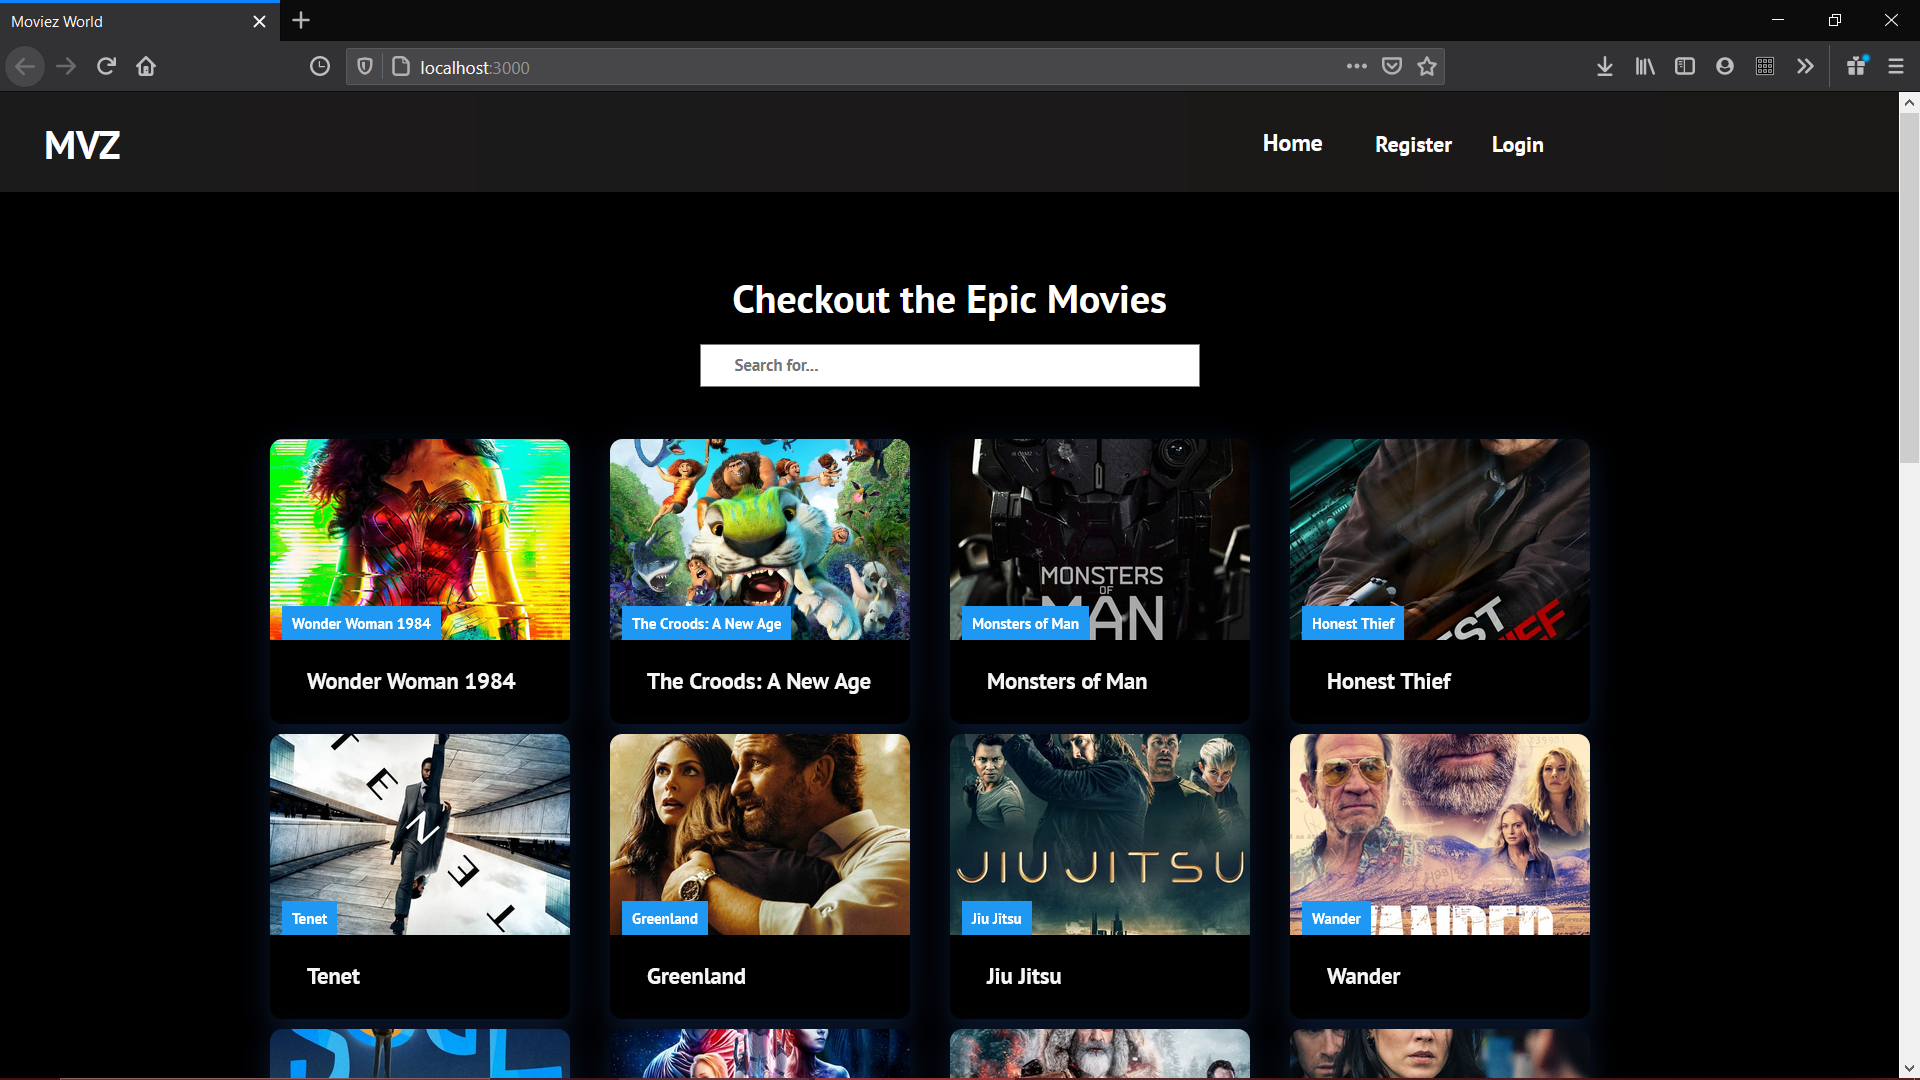 Moviez World
localhost:3000
MVZ
Home Register Login
Checkout the Epic Movies
Search for...
MONSTERS
OF
MAN
Wonder Woman 1984
The Croods: A New Age
Monsters of Man
Honest Thief
Wonder Woman 1984
The Croods: A New Age
Monsters of Man
Honest Thief
TENET
JIU JITSU
WANDER
Tenet
Greenland
Jiu Jitsu
Wander
Tenet
Greenland
Jiu Jitsu
Wander